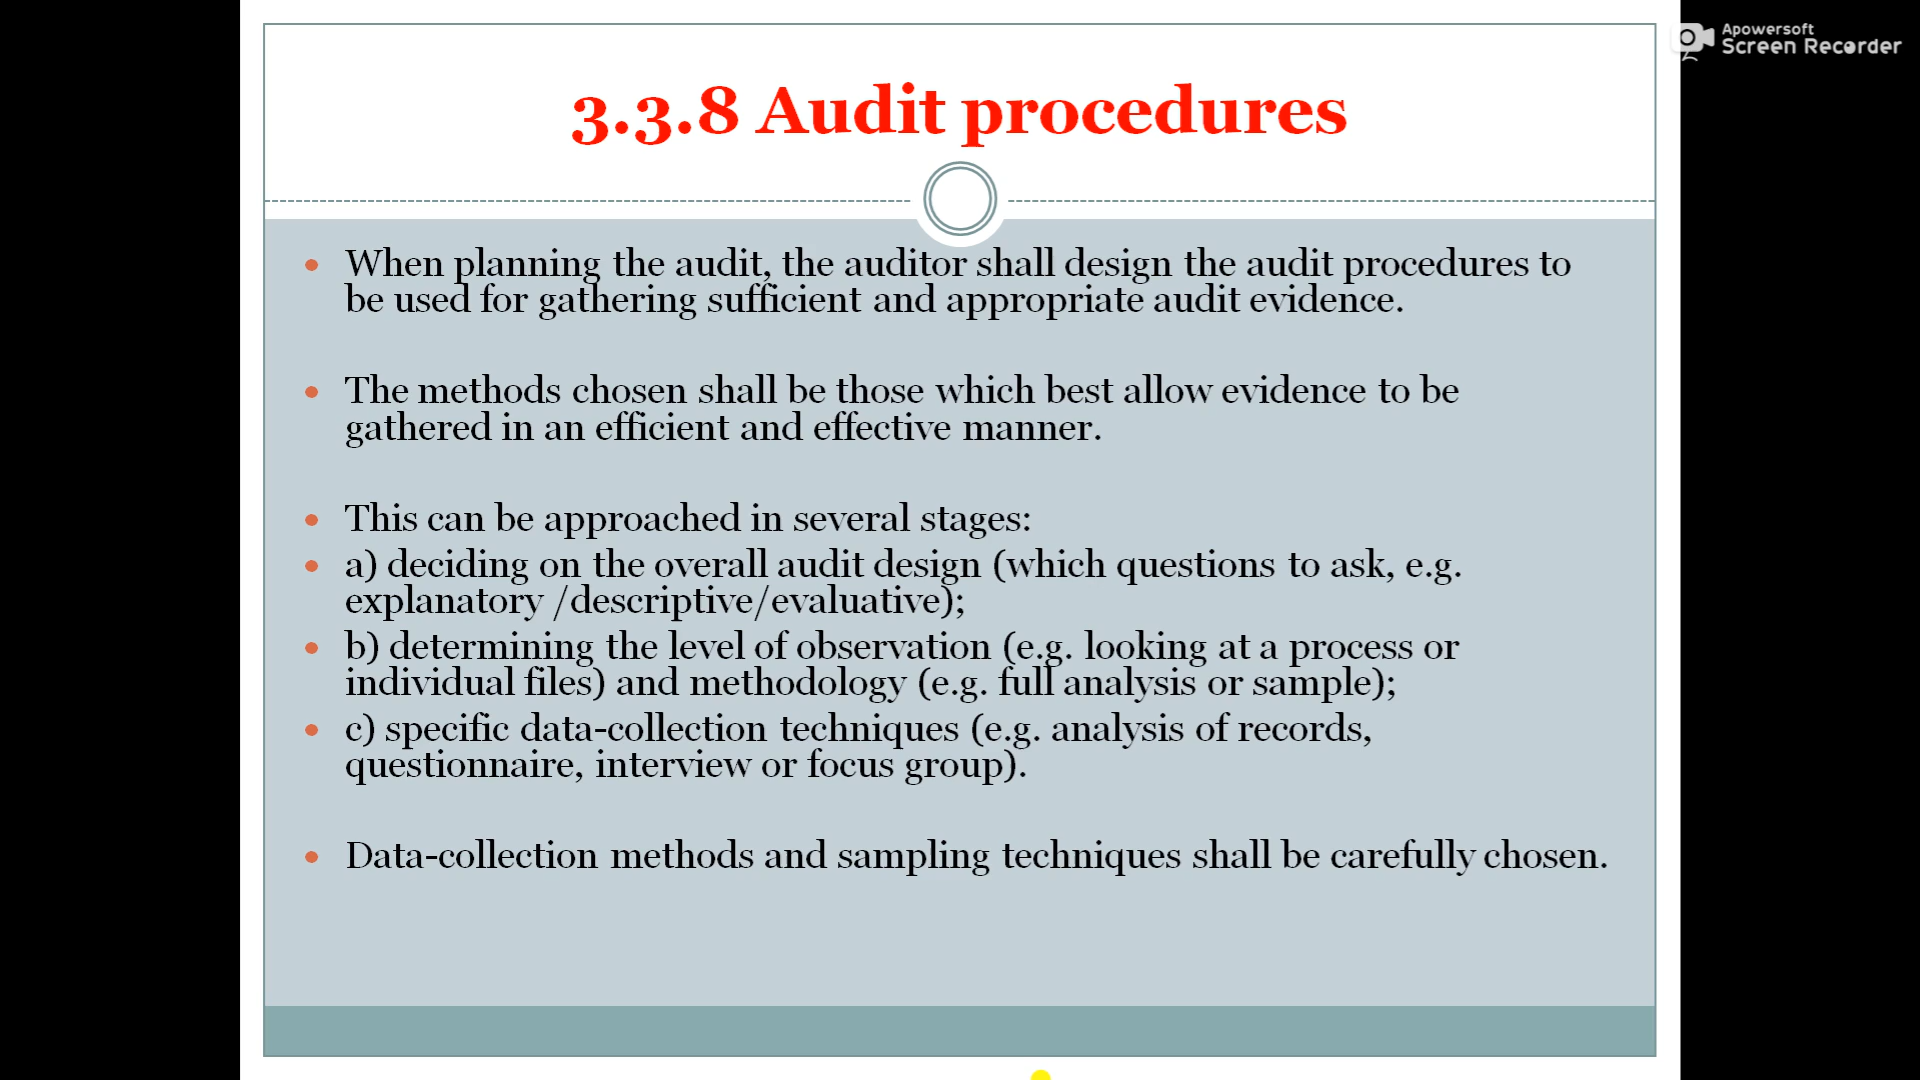 Apowersoft
Screen Recorder
3.3.8 Audit procedures
• When planning the audit, the auditor shall design the audit procedures to
be used for gathering sufficient and appropriate audit evidence.
• The methods chosen shall be those which best allow evidence to be
gathered in an efficient and effective manner.
• This can be approached in several stages:
• a) deciding on the overall audit design (which questions to ask, e.g.
explanatory /descriptive/evaluative);
• b) determining the level of observation (e.g. looking at a process or
individual files) and methodology (e.g. full analysis or sample);
• c) specific data-collection techniques (e.g. analysis of records,
questionnaire, interview or focus group).
• Data-collection methods and sampling techniques shall be carefully chosen.